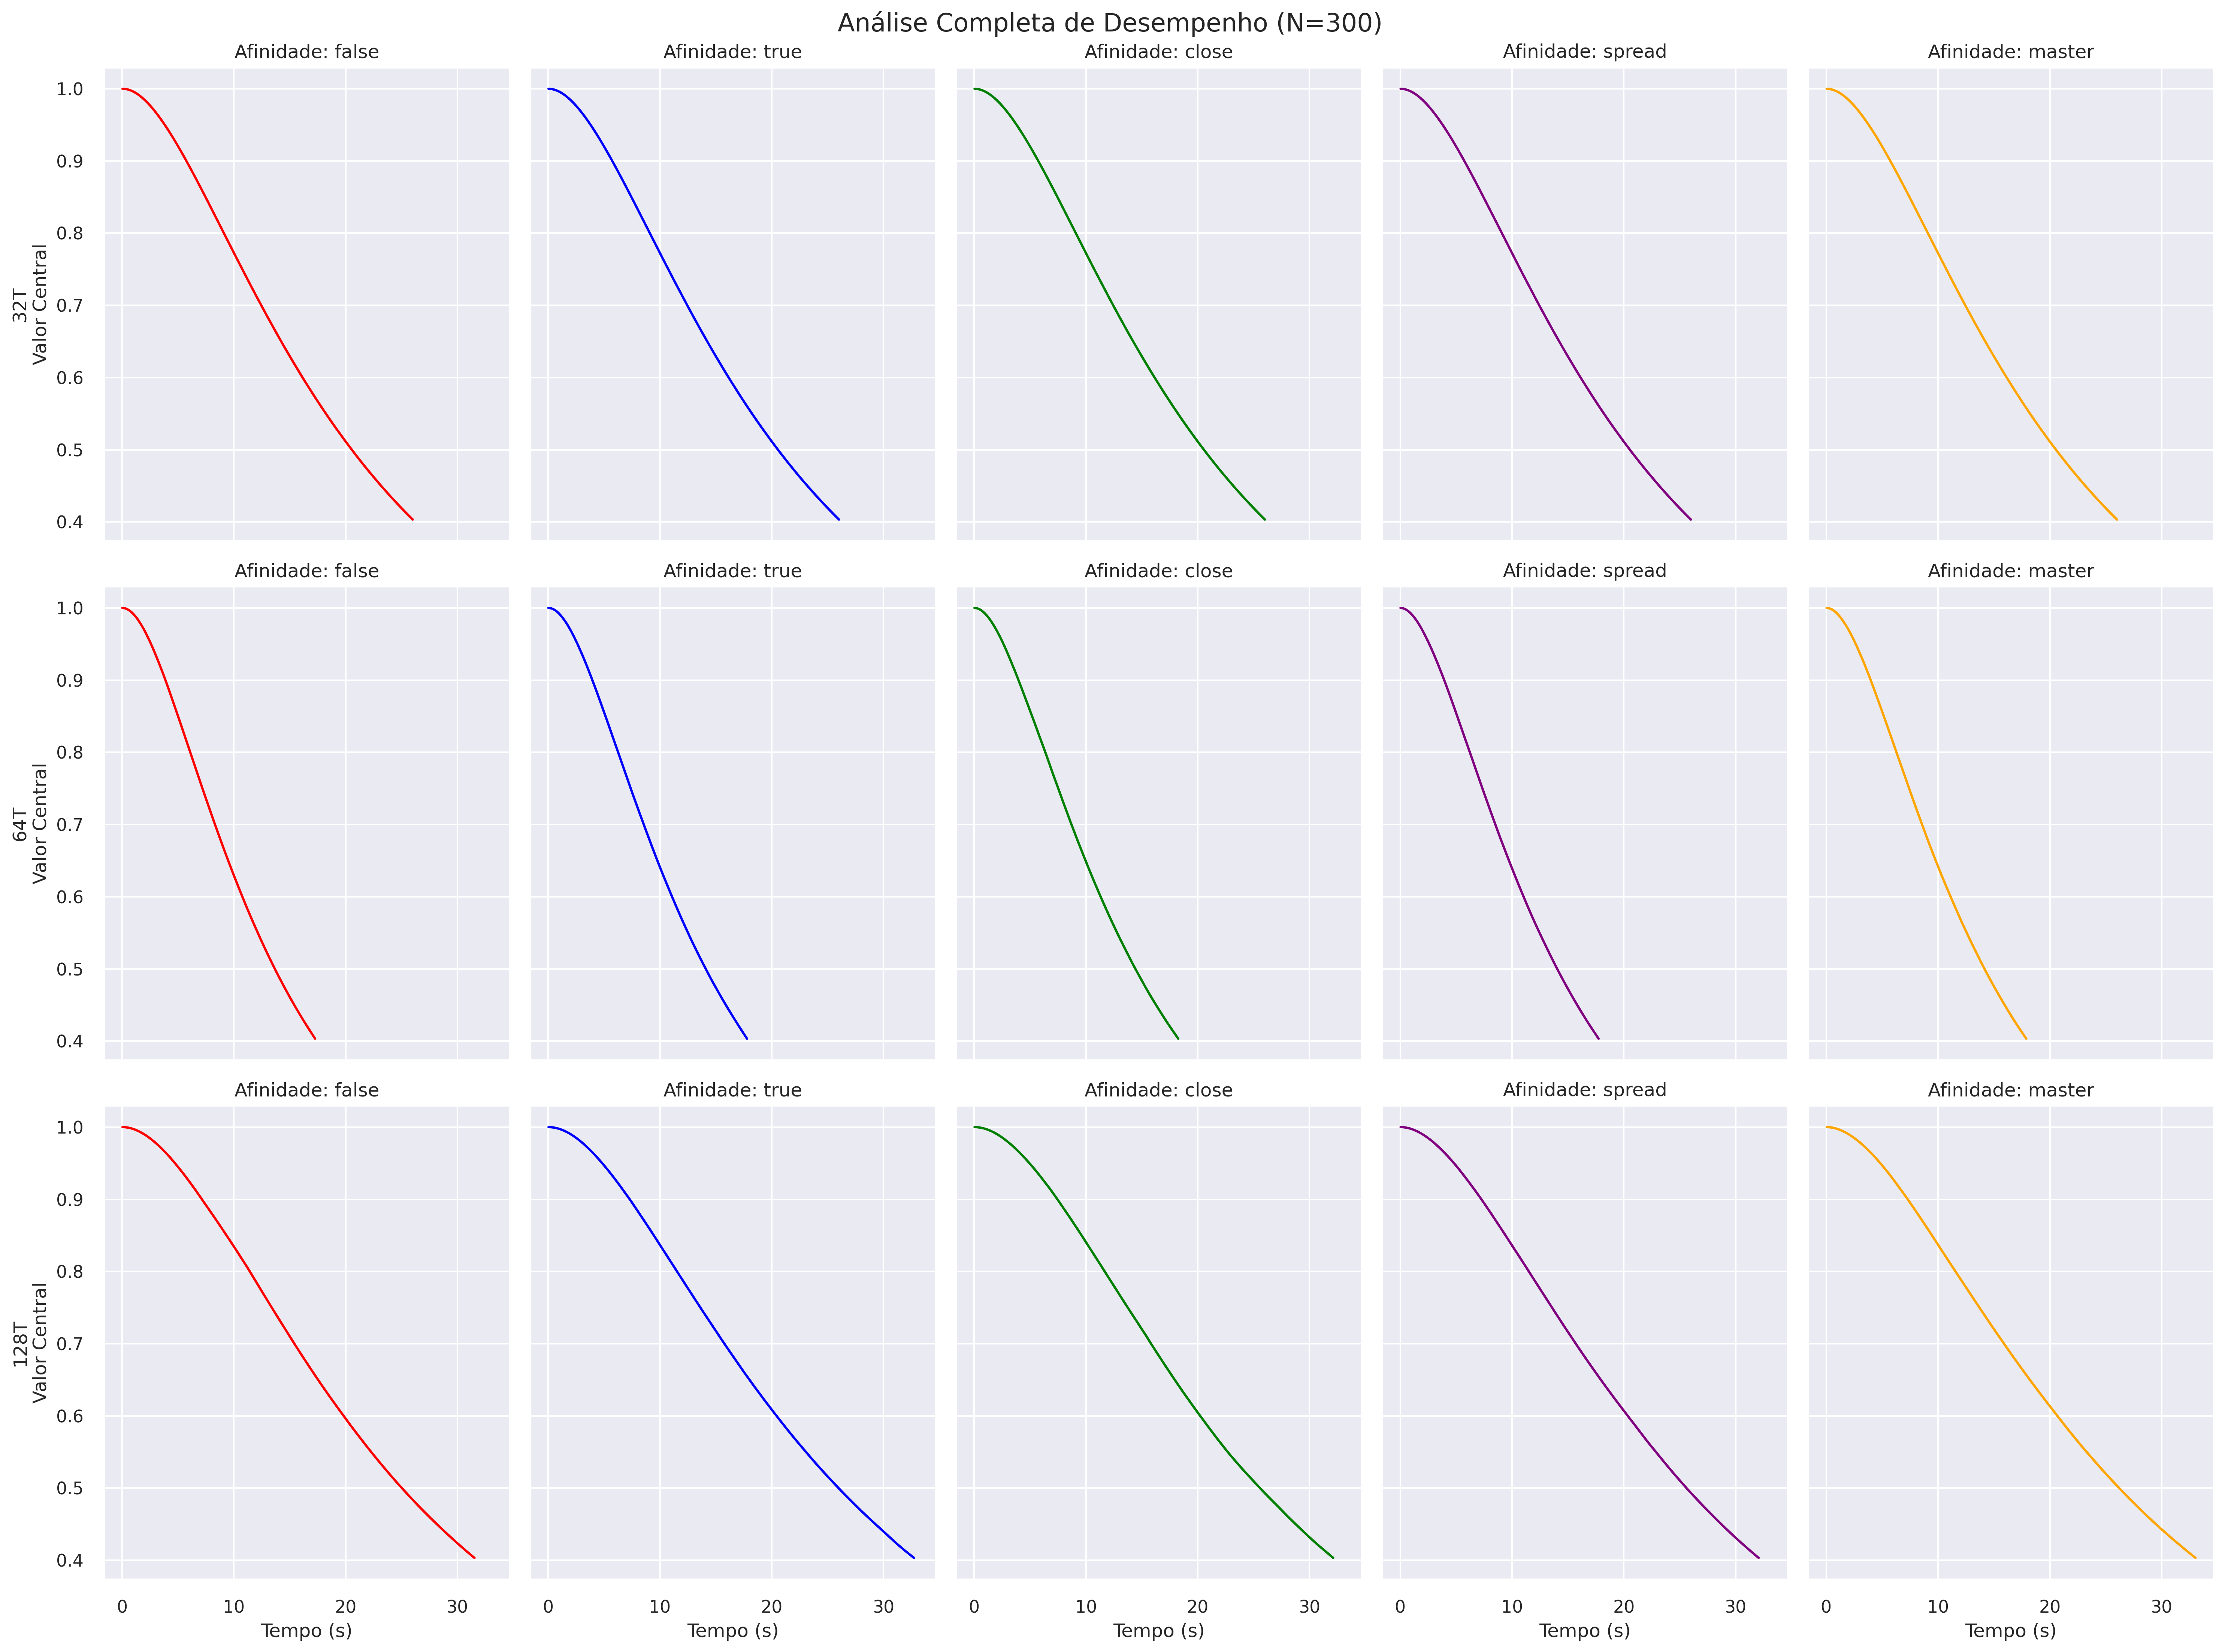 Análise Completa de Desempenho (N=300)
Afinidade: false
Afinidade: true
Afinidade: close
Afinidade: spread
Afinidade: master
32T
Valor Central
1.0
0.9
0.8
0.7
0.6
0.5
0.4
Afinidade: false
Afinidade: true
Afinidade: close
Afinidade: spread
Afinidade: master
64T
Valor Central
1.0
0.9
0.8
0.7
0.6
0.5
0.4
Afinidade: false
Afinidade: true
Afinidade: close
Afinidade: spread
Afinidade: master
128T
Valor Central
1.0
0.9
0.8
0.7
0.6
0.5
0.4
0 10 20 30
0 10 20 30
0 10 20 30
0 10 20 30
0 10 20 30
Tempo (s)
Tempo (s)
Tempo (s)
Tempo (s)
Tempo (s)